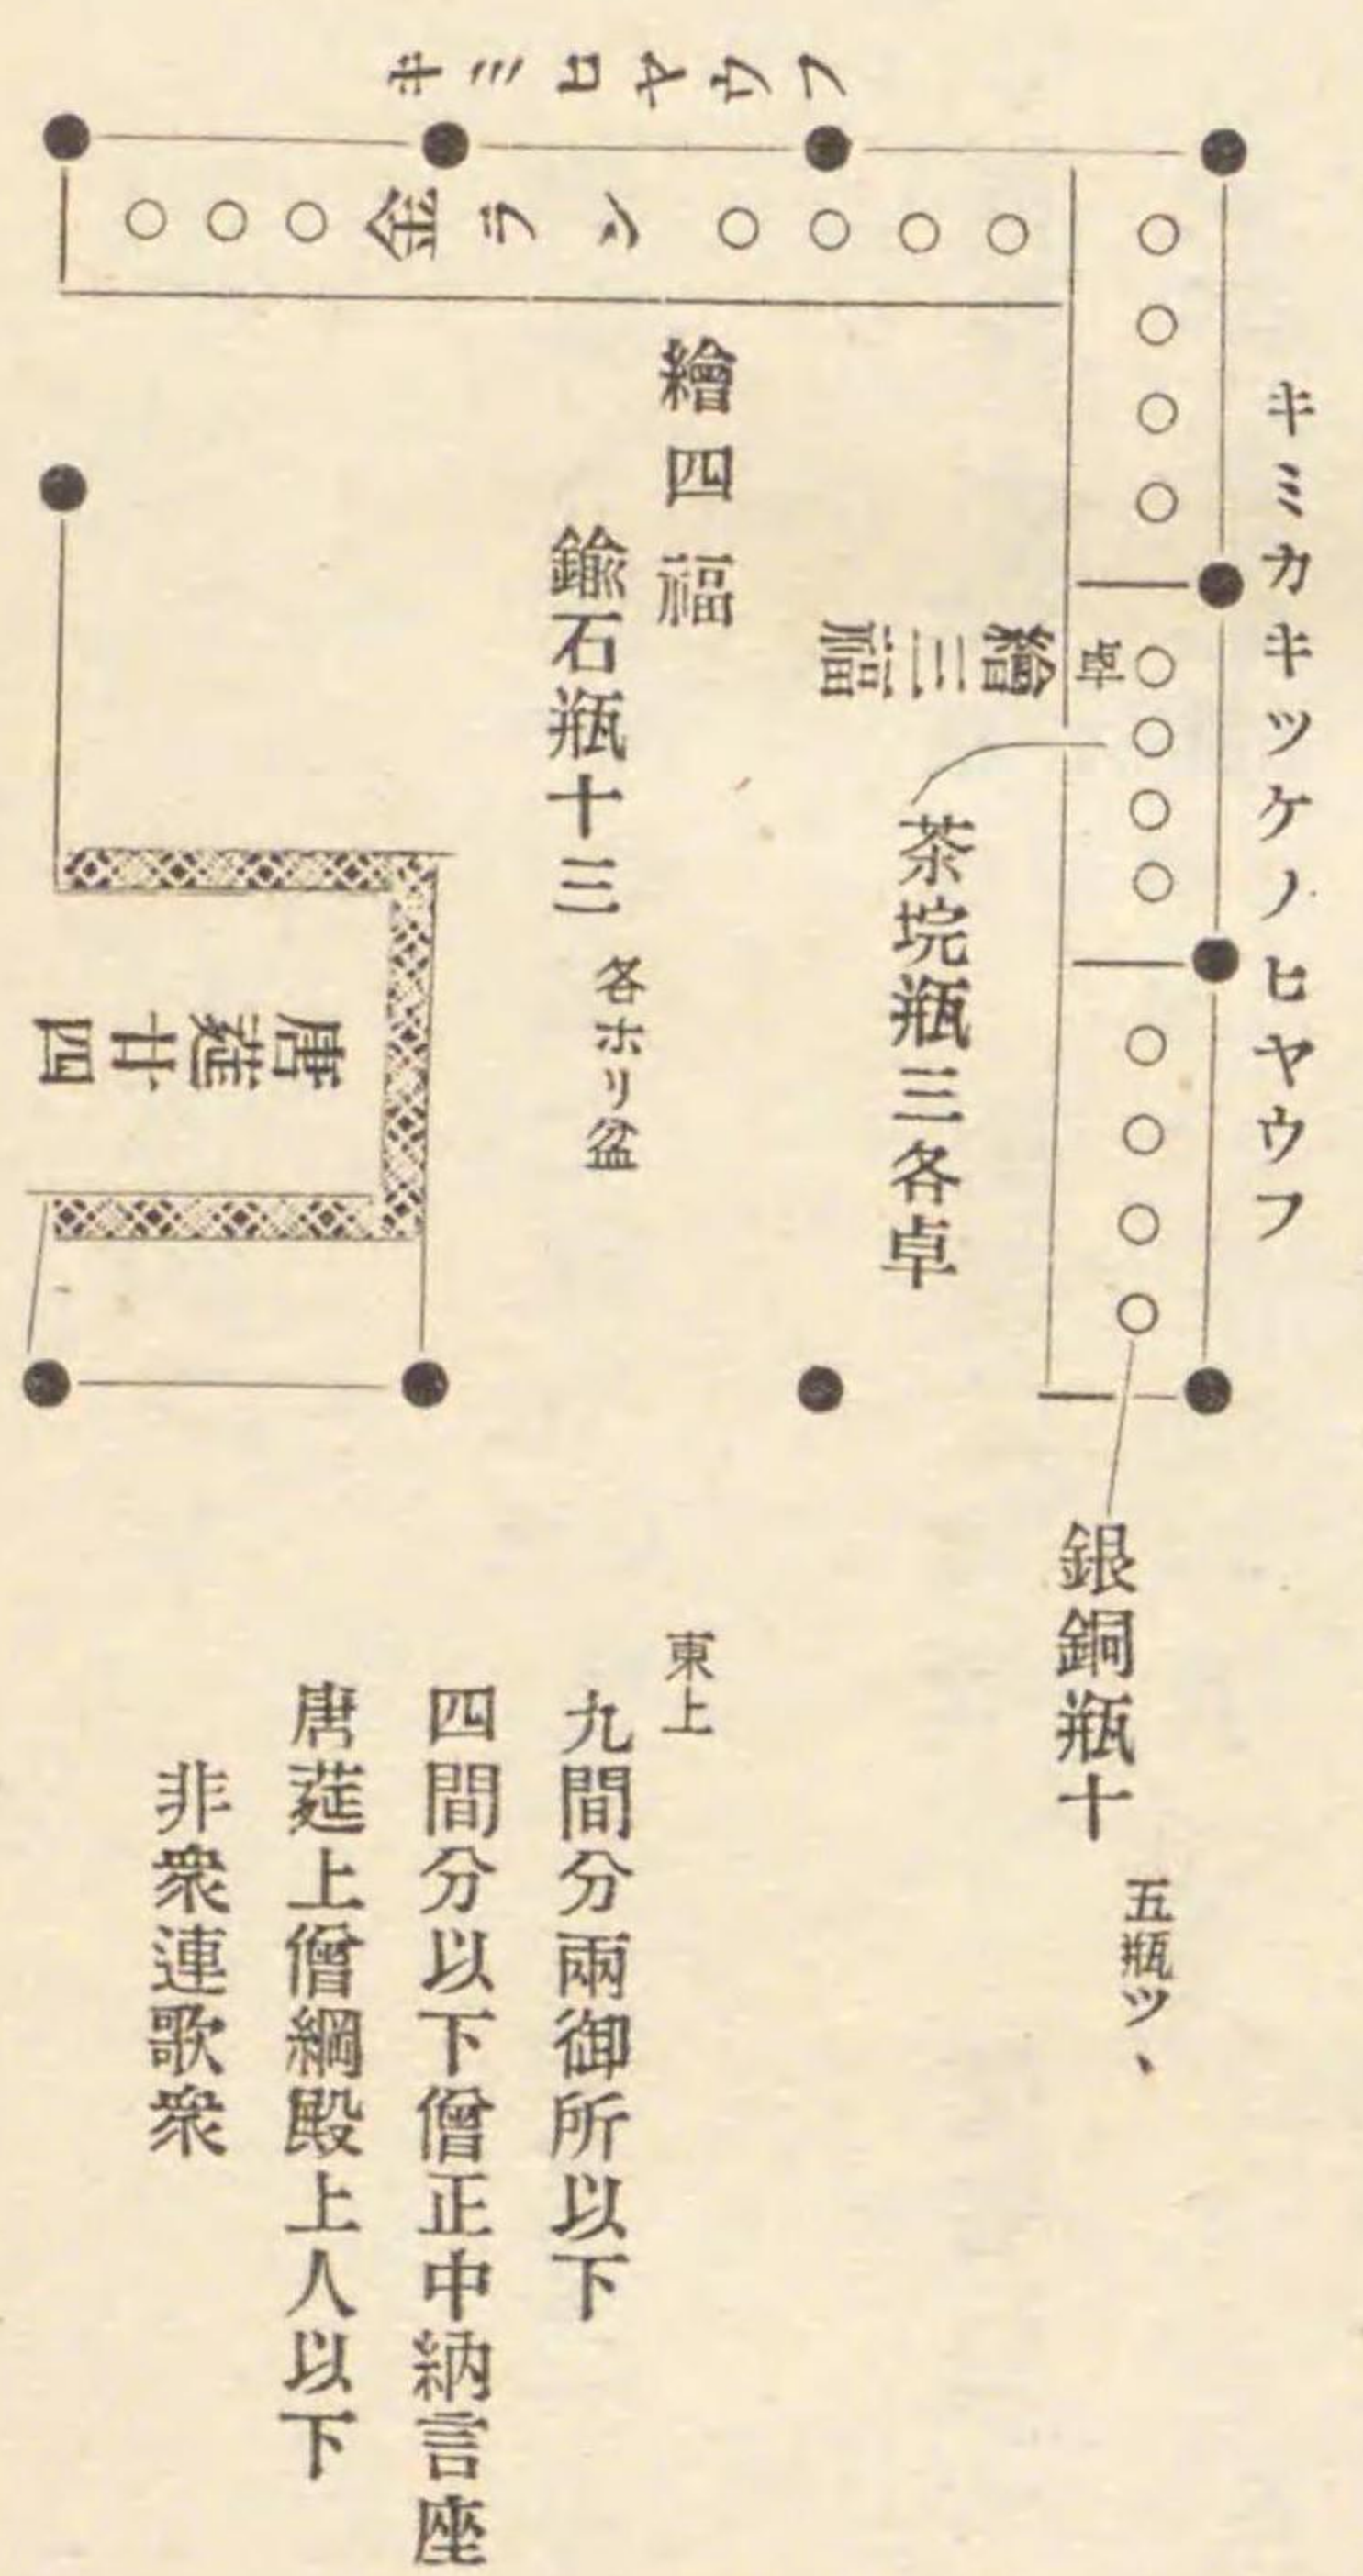 キミヒヤウフ
キミカキツケノヒヤウフ
金ラン
卓
繪三福
茶垸瓶三各卓
繪四福
鍮石瓶十三 各ホリ盆
唐莚廿四
銀銅瓶十 五瓶ツヽ
東上
九間分兩御所以下
四間分以下僧正中納言座
唐莚上僧綱殿上人以下
非衆連歌衆